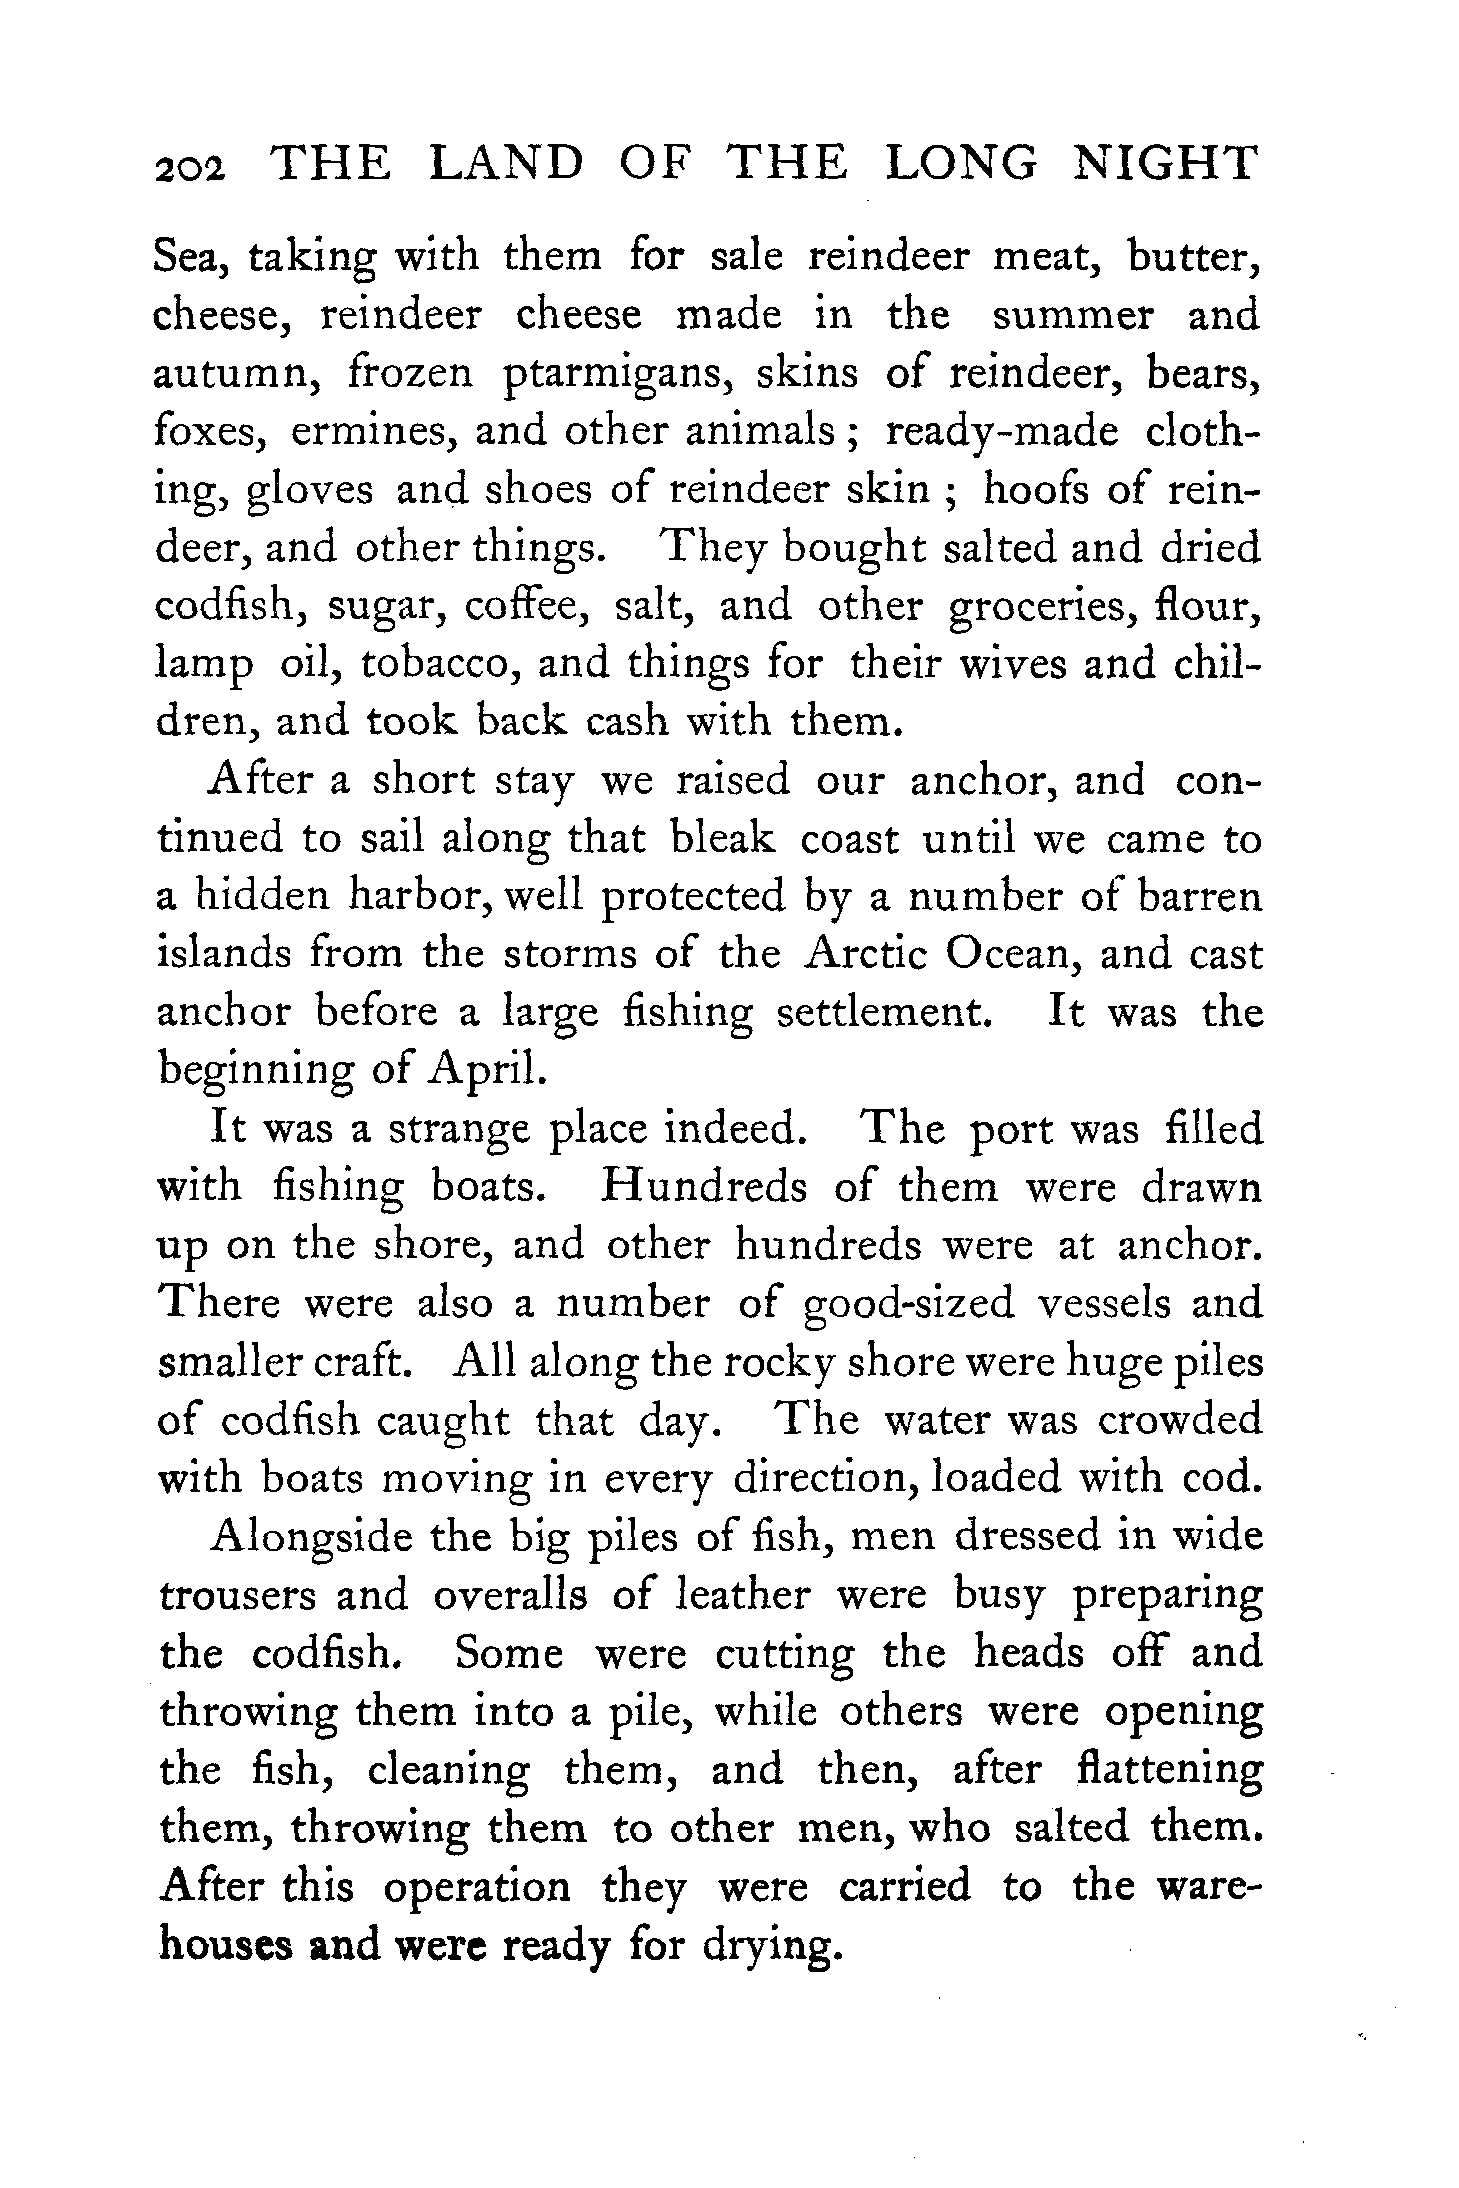 202 THE LAND OF THE LONG NIGHT
Sea, taking with them for sale reindeer meat, butter,
cheese, reindeer cheese made in the summer and
autumn, frozen ptarmigans, skins of reindeer, bears,
foxes, ermines, and other animals ; ready-made cloth-
ing, gloves and shoes of reindeer skin ; hoofs of rein-
deer, and other things. They bought salted and dried
codfish, sugar, coffee, salt, and other groceries, flour,
lamp oil, tobacco, and things for their wives and chil-
dren, and took back cash with them.
After a short stay we raised our anchor, and con-
tinued to sail along that bleak coast until we came to
a hidden harbor, well protected by a number of barren
islands from the storms of the Arctic Ocean, and cast
anchor before a large fishing settlement. It was the
beginning of April.
It was a strange place indeed. The port was filled
with fishing boats. Hundreds of them were drawn
up on the shore, and other hundreds were at anchor.
There were also a number of good-sized vessels and
smaller craft. All along the rocky shore were huge piles
of codfish caught that day. The water was crowded
with boats moving in every direction, loaded with cod.
Alongside the big piles of fish, men dressed in wide
trousers and overalls of leather were busy preparing
the codfish. Some were cutting the heads off and
throwing them into a pile, while others were opening
the fish, cleaning them, and then, after flattening
them, throwing them to other men, who salted them.
After this operation they were carried to the ware-
houses and were ready for drying.